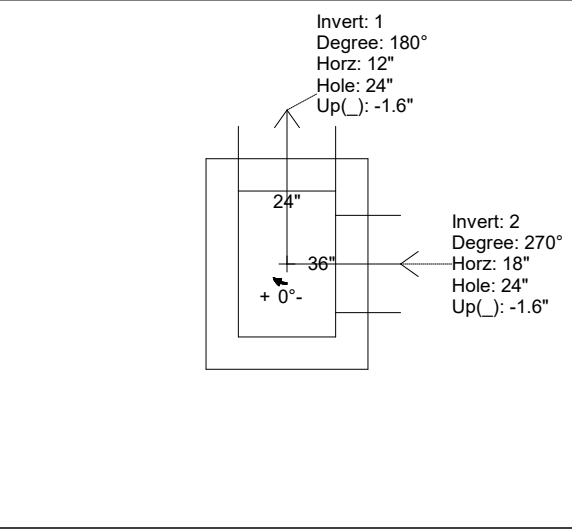 Invert: 1
Degree: 180°
Horz: 12"
Hole: 24"
Up(_): -1.6"
24"
36"
+ 0°-
Invert: 2
Degree: 270°
Horz: 18"
Hole: 24"
Up(_): -1.6"